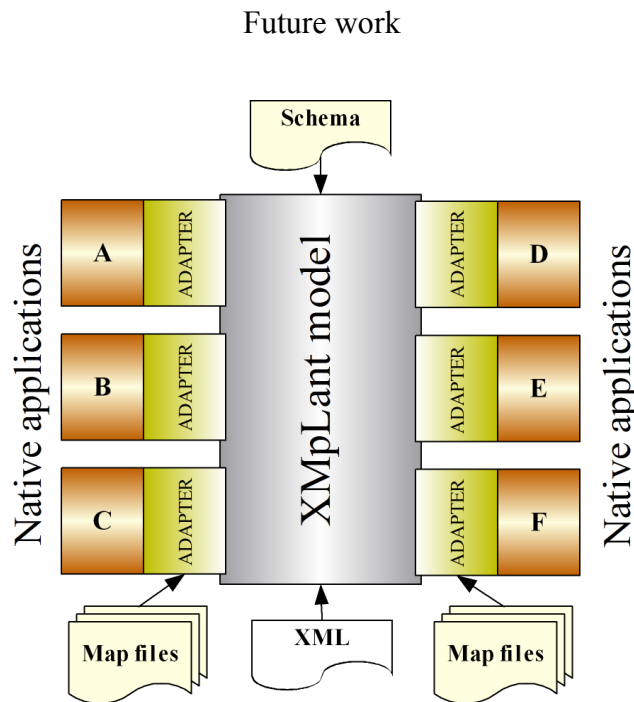 Future work
Schema
Native applications
A
ADAPTER
B
ADAPTER
C
ADAPTER
XMpLant model
ADAPTER
D
ADAPTER
E
ADAPTER
F
Native applications
Map files
XML
Map files